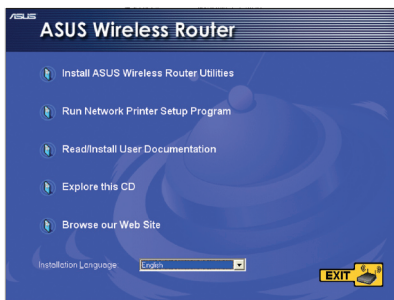 ASUS
ASUS Wireless Router
Install ASUS Wireless Router Utilities
Run Network Printer Setup Program
Read/Install User Documentation
Explore this CD
Browse our Web Site
Installation Language: English
EXIT